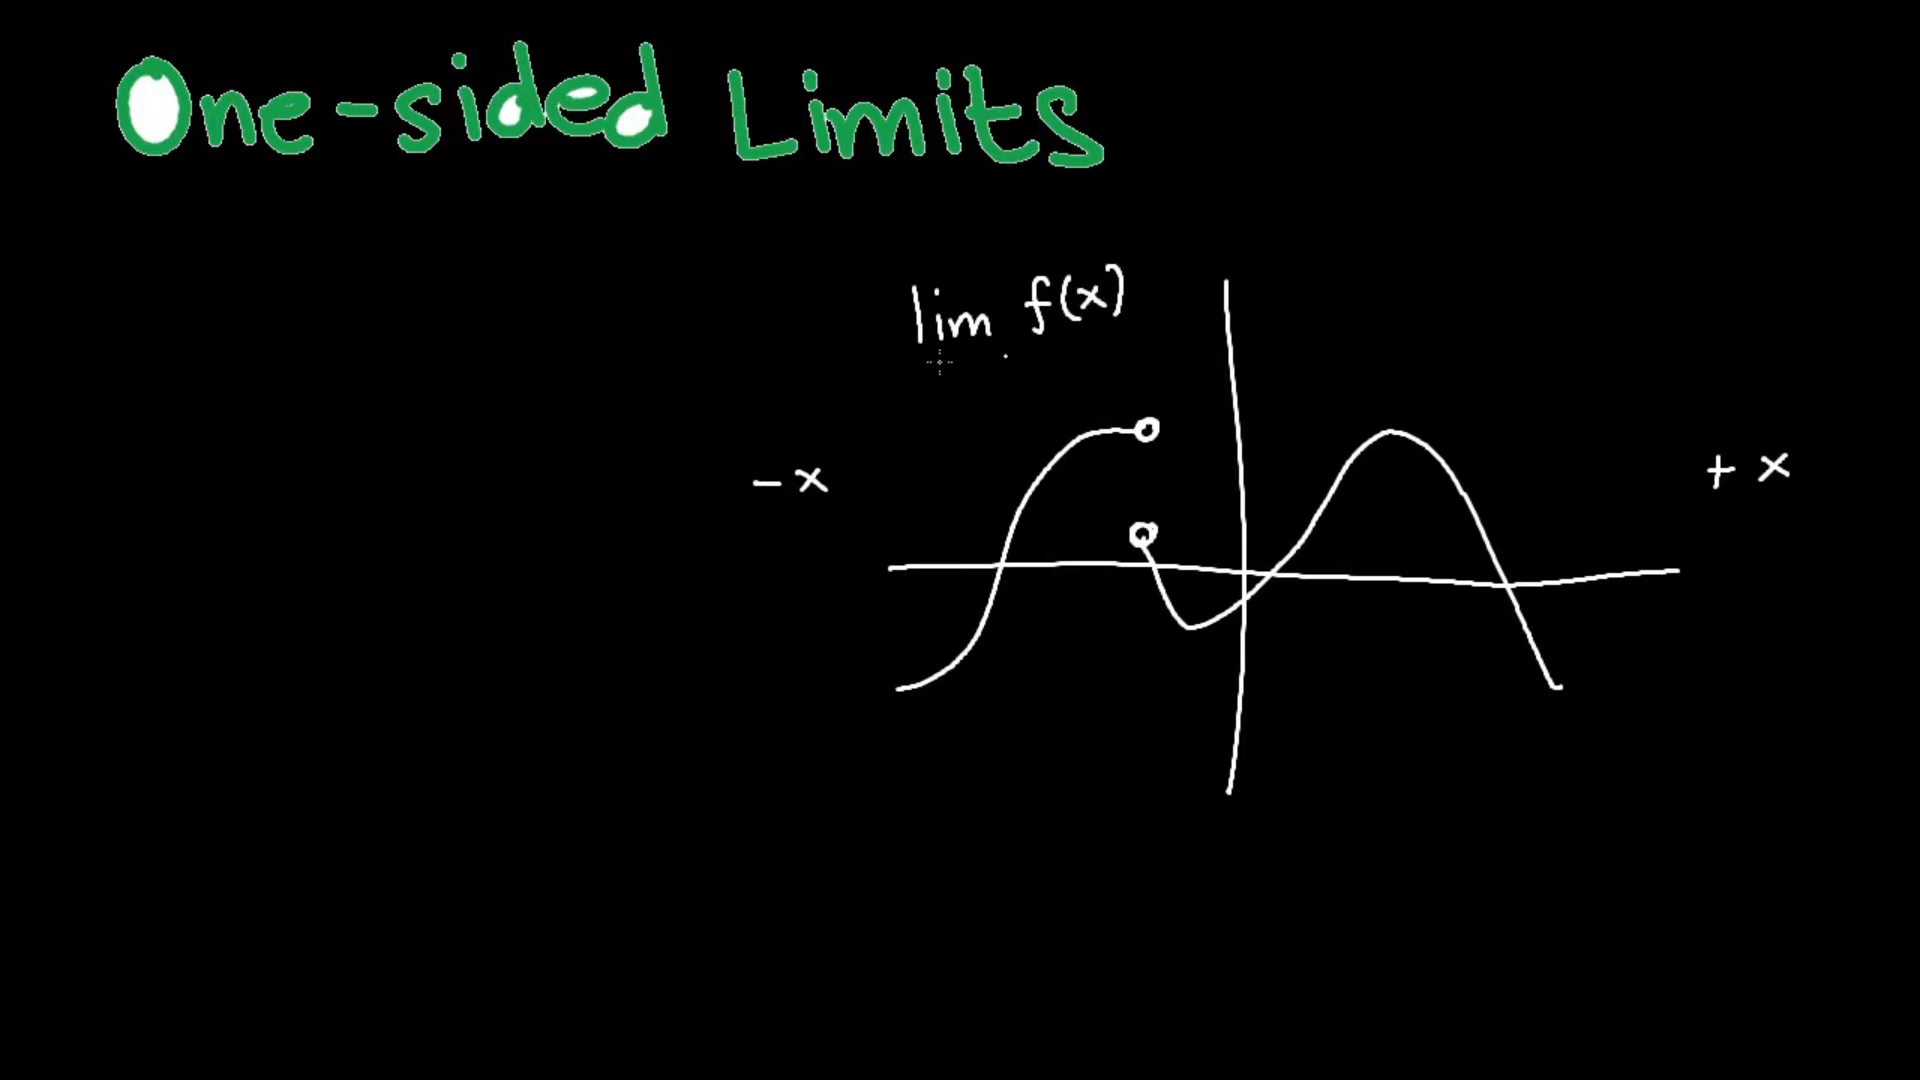 One-sided Limits
lim f(x)
- x
+ x